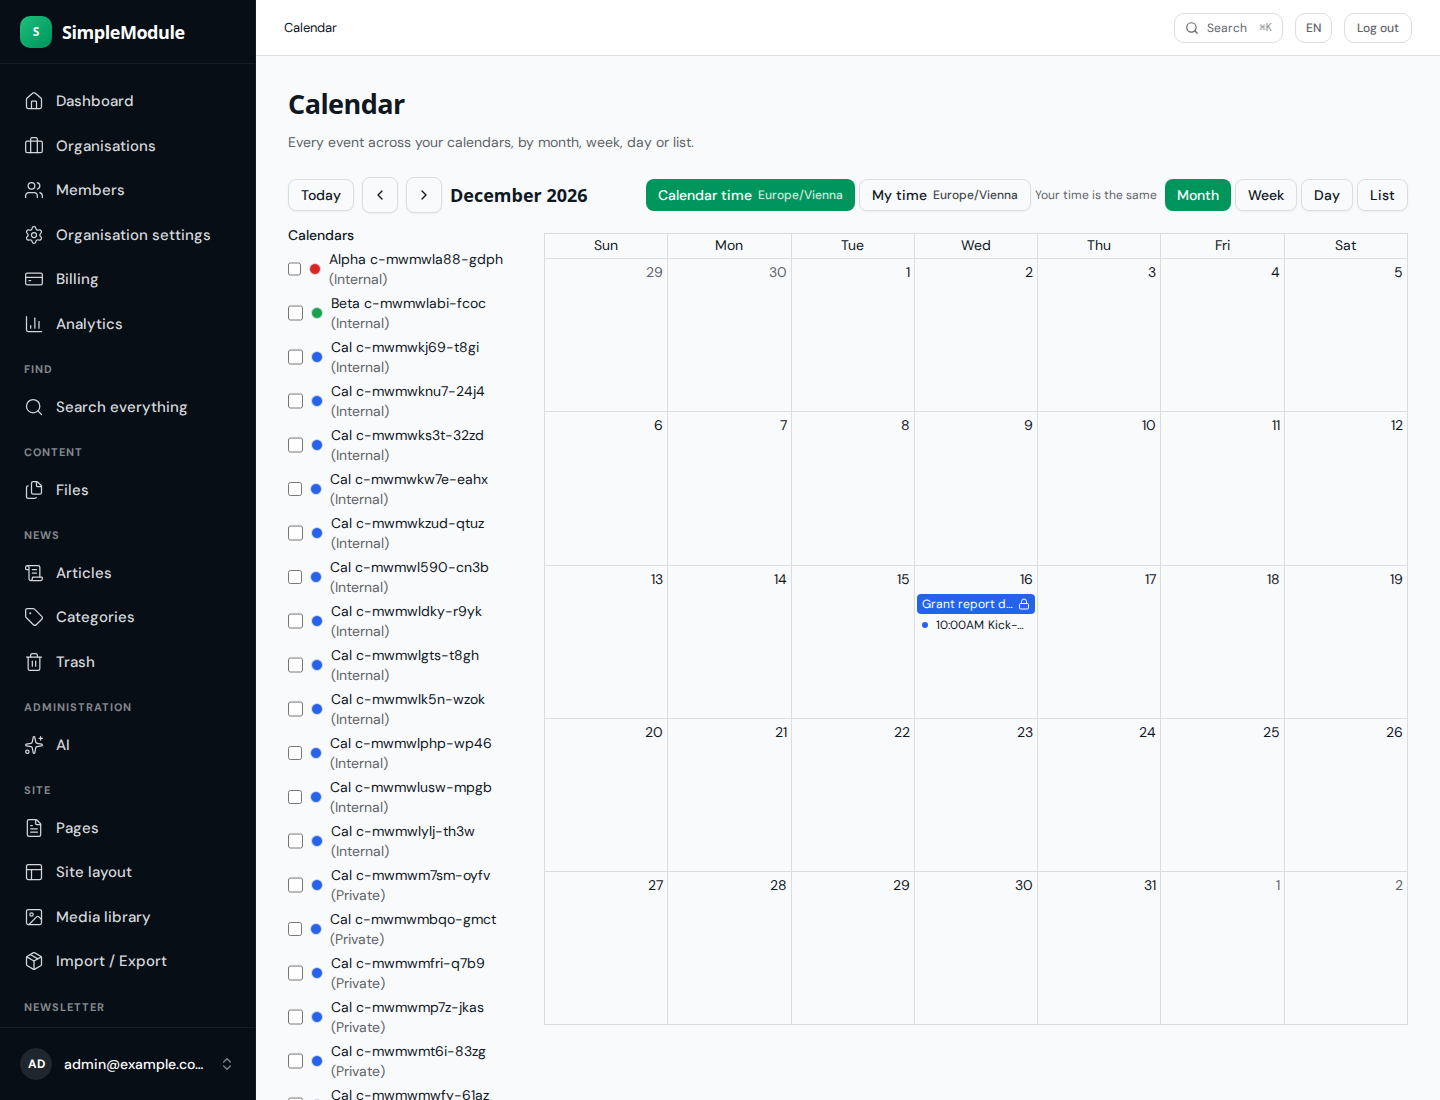 S
SimpleModule
Dashboard
Organisations
Members
Organisation settings
Billing
Analytics
FIND
Search everything
CONTENT
Files
NEWS
Articles
Categories
Trash
ADMINISTRATION
AI
SITE
Pages
Site layout
Media library
Import / Export
NEWSLETTER
AD
admin@example.co...
Calendar
Search ⌘K
EN
Log out
Calendar
Every event across your calendars, by month, week, day or list.
Today
December 2026
Calendar time Europe/Vienna
My time Europe/Vienna
Your time is the same
Month
Week
Day
List
Calendars
Alpha c-mwmwla88-gdph
(Internal)
Beta c-mwmwlabi-fcoc
(Internal)
Cal c-mwmwkj69-t8gi
(Internal)
Cal c-mwmwknu7-24j4
(Internal)
Cal c-mwmwks3t-32zd
(Internal)
Cal c-mwmwkw7e-eahx
(Internal)
Cal c-mwmwkzud-qtuz
(Internal)
Cal c-mwmwl590-cn3b
(Internal)
Cal c-mwmwldky-r9yk
(Internal)
Cal c-mwmwlgts-t8gh
(Internal)
Cal c-mwmwlk5n-wzok
(Internal)
Cal c-mwmwlphp-wp46
(Internal)
Cal c-mwmwlusw-mpgb
(Internal)
Cal c-mwmwlylj-th3w
(Internal)
Cal c-mwmwm7sm-oyfv
(Private)
Cal c-mwmwmbqo-gmct
(Private)
Cal c-mwmwmfri-q7b9
(Private)
Cal c-mwmwmp7z-jkas
(Private)
Cal c-mwmwmt6i-83zg
(Private)
Cal c-mwmwmwfv-61az
Sun Mon Tue Wed Thu Fri Sat
29 30 1 2 3 4 5
6 7 8 9 10 11 12
13 14 15 16 17 18 19
Grant report d...
10:00AM Kick-...
20 21 22 23 24 25 26
27 28 29 30 31 1 2